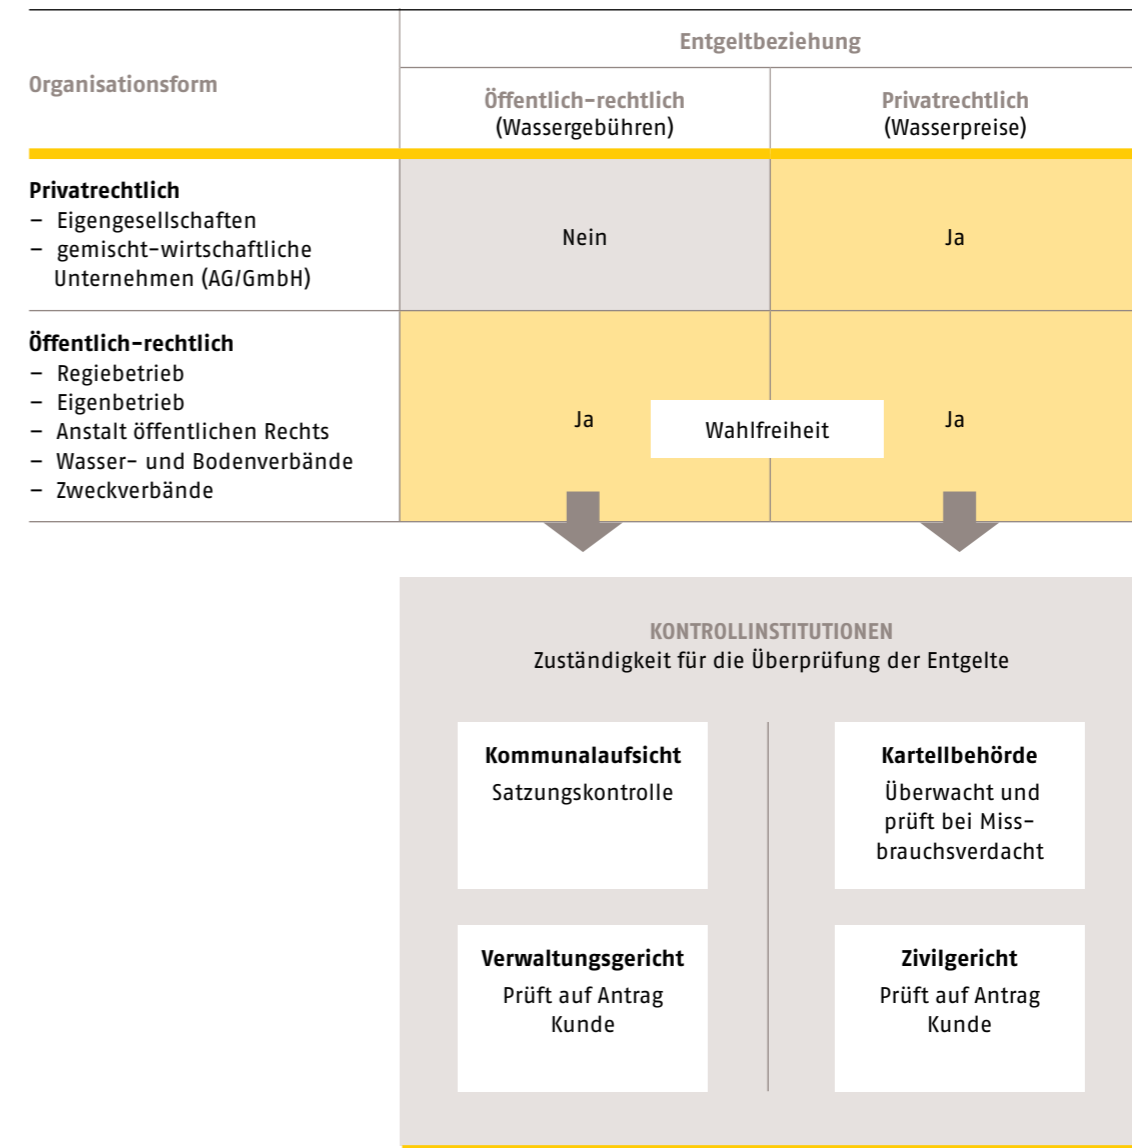 Entgeltbeziehung
Organisationsform
Öffentlich-rechtlich
(Wassergebühren)
Privatrechtlich
(Wasserpreise)
Privatrechtlich
– Eigengesellschaften
– gemischt-wirtschaftliche
Unternehmen (AG/GmbH)
Nein
Ja
Öffentlich-rechtlich
– Regiebetrieb
– Eigenbetrieb
– Anstalt öffentlichen Rechts
– Wasser- und Bodenverbände
– Zweckverbände
Ja
Wahlfreiheit
Ja
KONTROLLINSTITUTIONEN
Zuständigkeit für die Überprüfung der Entgelte
Kommunalaufsicht
Satzungskontrolle
Kartellbehörde
Überwacht und
prüft bei Miss-
brauchsverdacht
Verwaltungsgericht
Prüft auf Antrag
Kunde
Zivilgericht
Prüft auf Antrag
Kunde